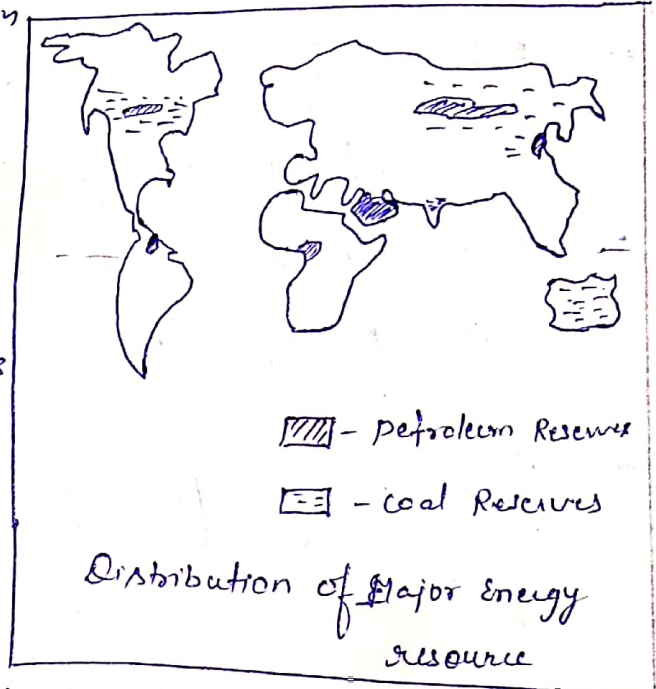 - Petroleum Reserves
- Coal Reserves
Distribution of Major Energy
resource